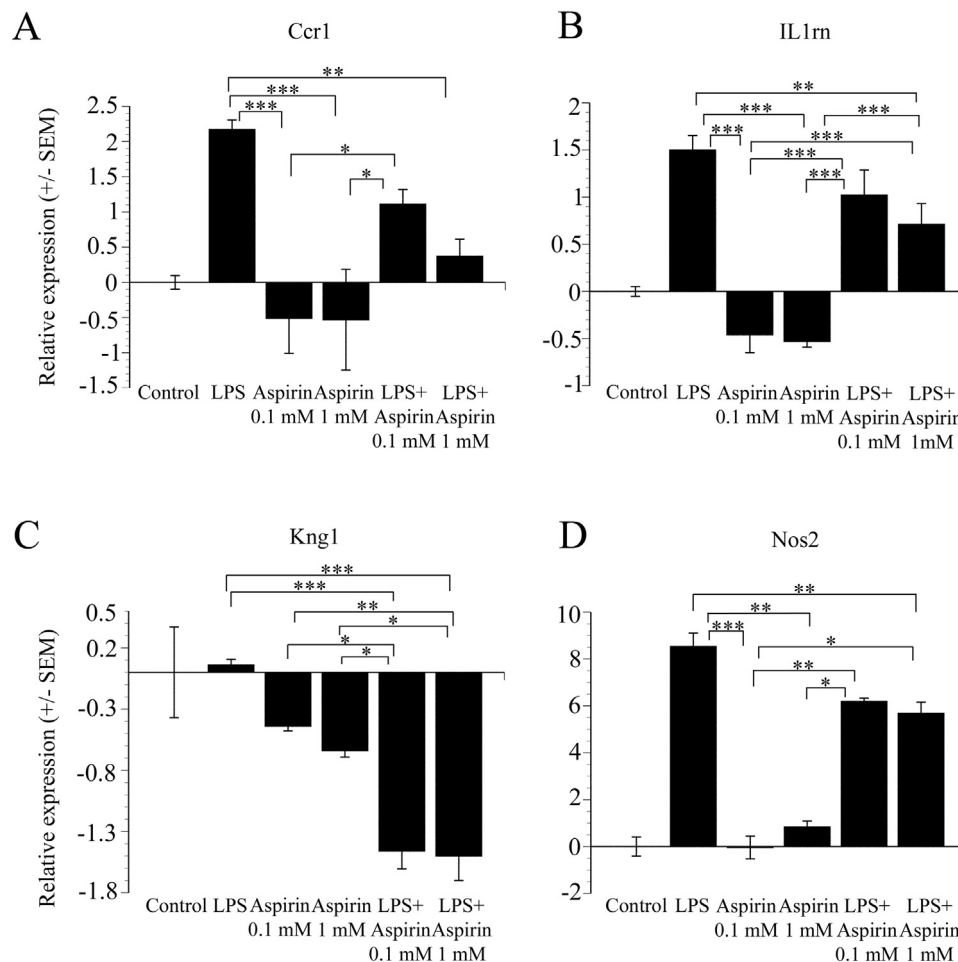 A
Ccr1
**
***
***
*
*
Relative expression (+/- SEM)
2.5
2
1.5
1
0.5
0
-0.5
-1
-1.5
Control LPS Aspirin Aspirin LPS+ LPS+
0.1 mM 1 mM Aspirin Aspirin
0.1 mM 1 mM
B
IL1rn
**
*** ***
*** ***
***
***
2
1.5
1
0.5
0
-0.5
-1
Control LPS Aspirin Aspirin LPS+ LPS+
0.1 mM 1 mM Aspirin Aspirin
0.1 mM 1mM
C
Kng1
***
***
**
*
*
*
Relative expression (+/- SEM)
0.5
0.2
-0.3
-0.8
-1.3
-1.8
Control LPS Aspirin Aspirin LPS+ LPS+
0.1 mM 1 mM Aspirin Aspirin
0.1 mM 1 mM
D
Nos2
**
**
***
*
**
*
10
8
6
4
2
0
-2
Control LPS Aspirin Aspirin LPS+ LPS+
0.1 mM 1 mM Aspirin Aspirin
0.1 mM 1 mM